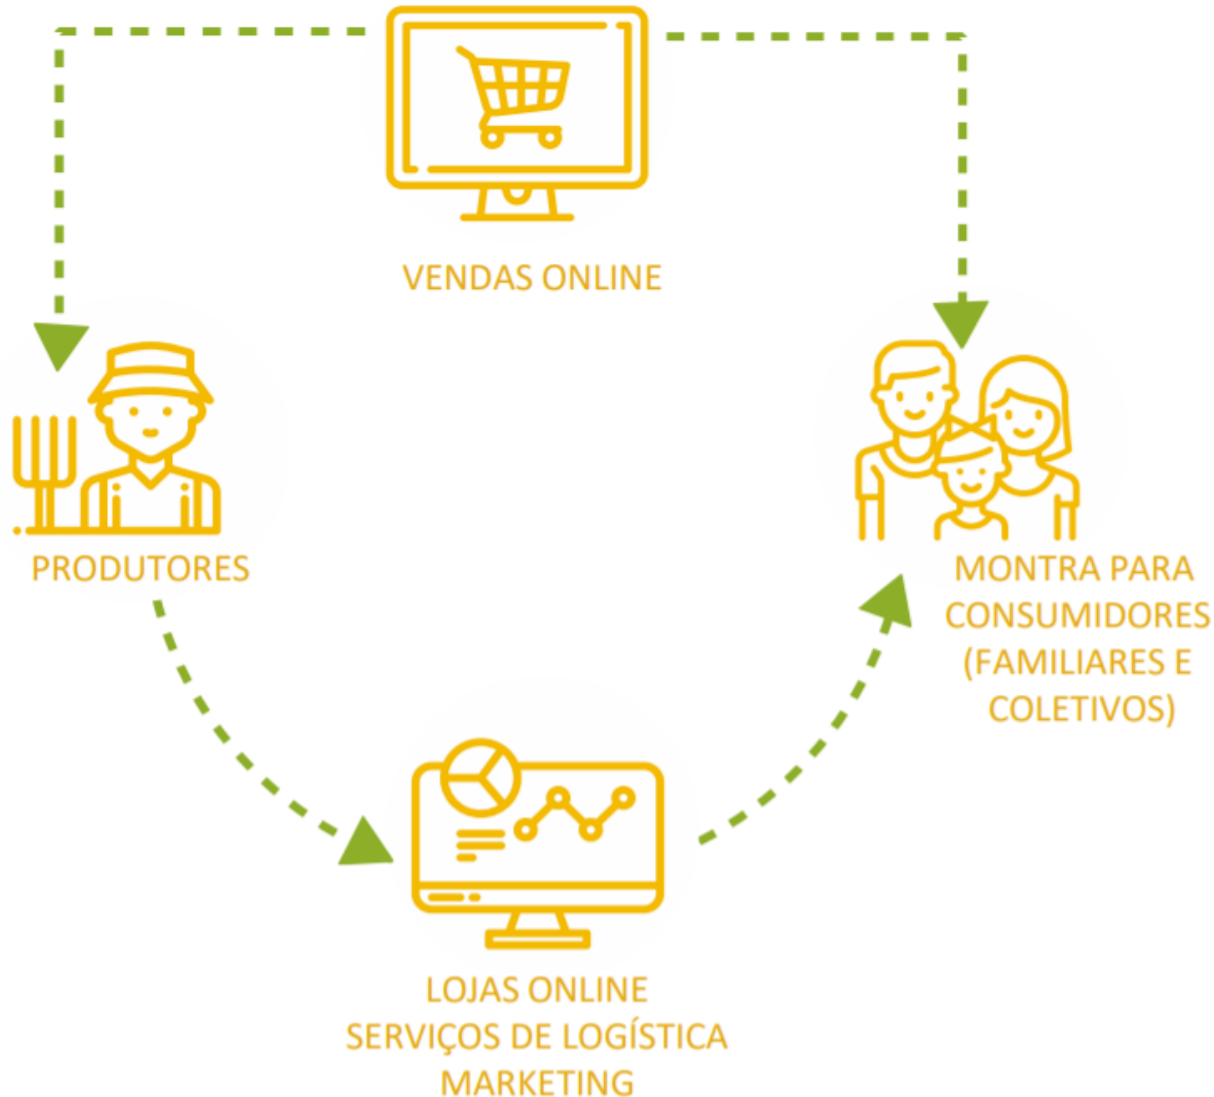 VENDAS ONLINE
PRODUTORES
MONTRA PARA
CONSUMIDORES
(FAMILIARES E
COLETIVOS)
LOJAS ONLINE
SERVIÇOS DE LOGÍSTICA
MARKETING